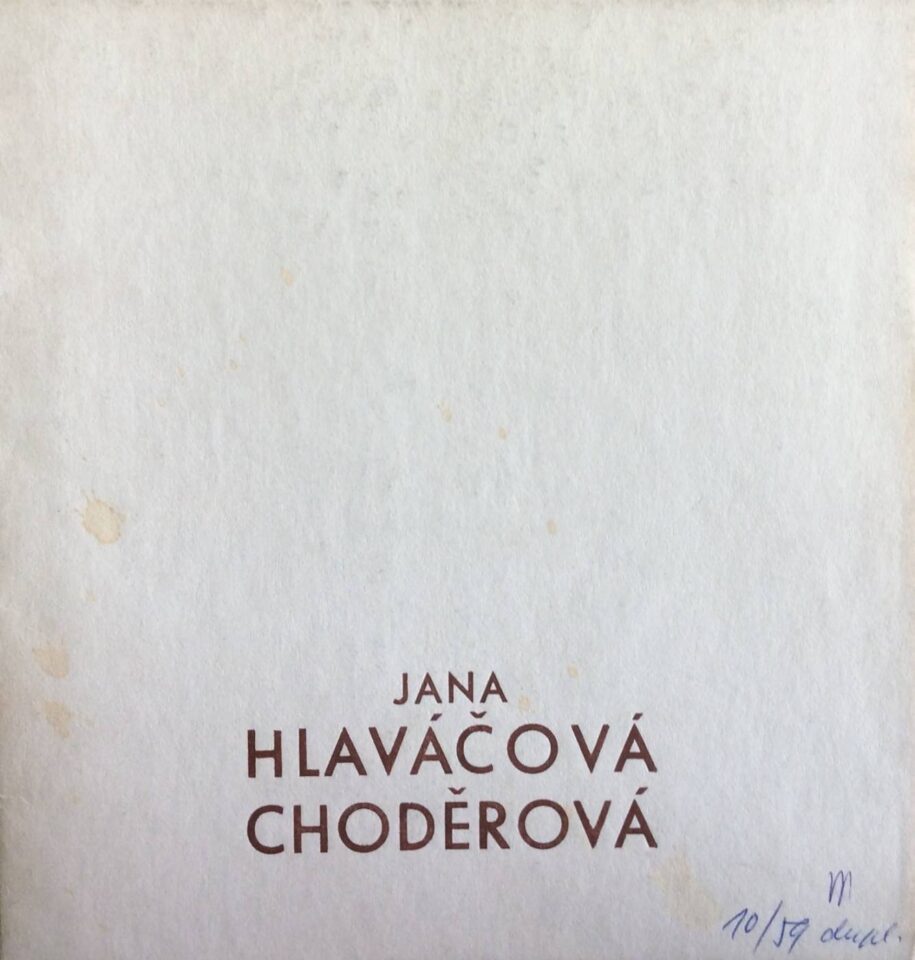 JANA
HLAVÁČOVÁ
CHODĚROVÁ
M
10/59 dupl.